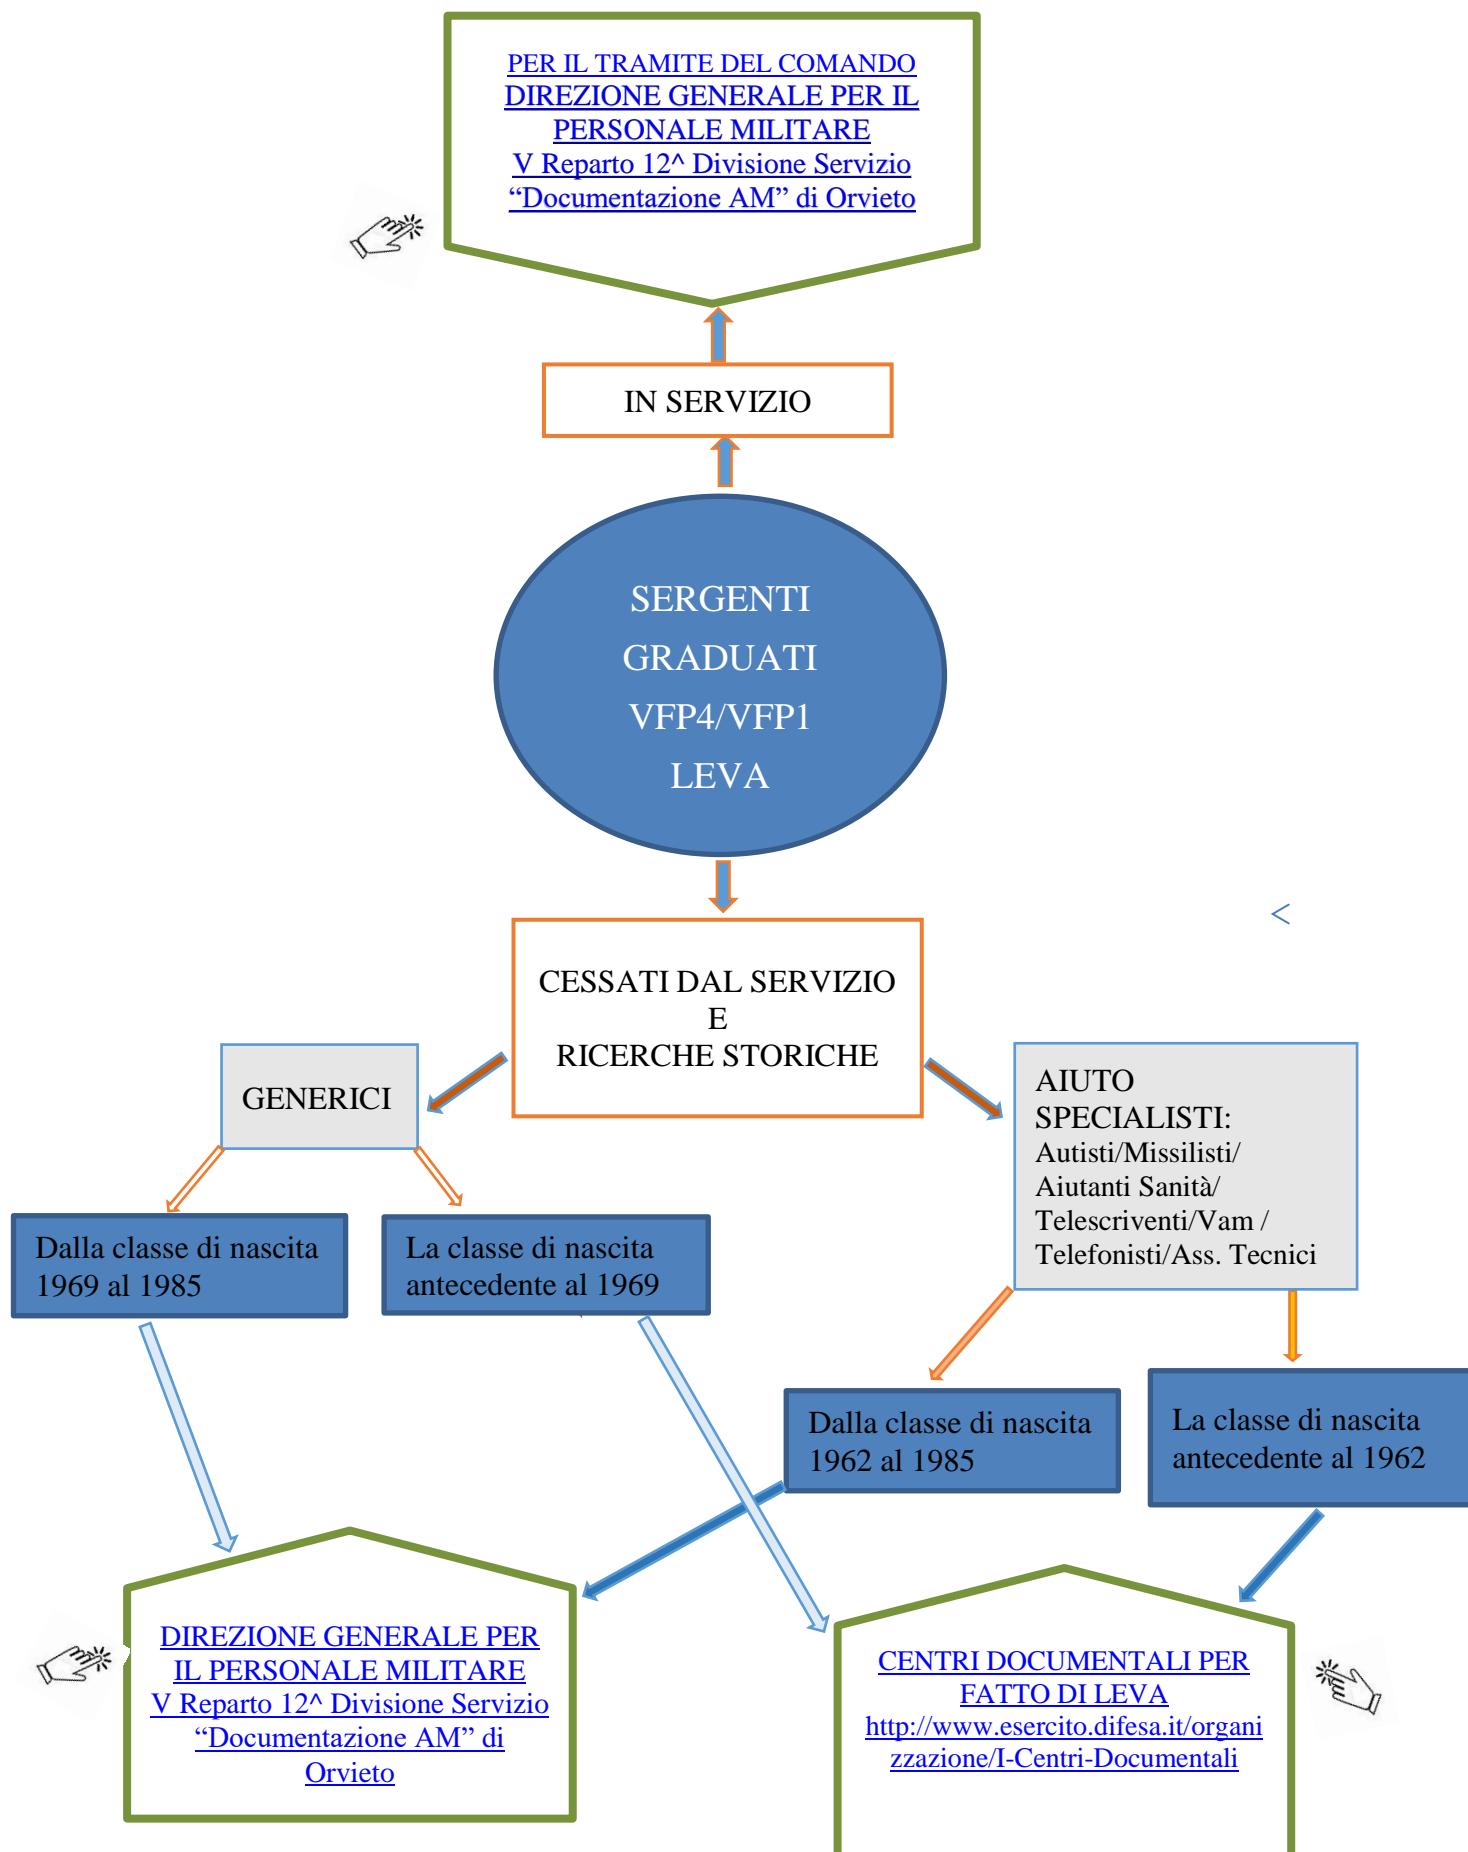 PER IL TRAMITE DEL COMANDO
DIREZIONE GENERALE PER IL
PERSONALE MILITARE
V Reparto 12^ Divisione Servizio
“Documentazione AM” di Orvieto
IN SERVIZIO
SERGENTI
GRADUATI
VFP4/VFP1
LEVA
<
CESSATI DAL SERVIZIO
E
RICERCHE STORICHE
GENERICI
AIUTO
SPECIALISTI:
Autisti/Missilisti/
Aiutanti Sanità/
Telescriventi/Vam /
Telefonisti/Ass. Tecnici
Dalla classe di nascita
1969 al 1985
La classe di nascita
antecedente al 1969
Dalla classe di nascita
1962 al 1985
La classe di nascita
antecedente al 1962
DIREZIONE GENERALE PER
IL PERSONALE MILITARE
V Reparto 12^ Divisione Servizio
“Documentazione AM” di
Orvieto
CENTRI DOCUMENTALI PER
FATTO DI LEVA
http://www.esercito.difesa.it/organi
zzazione/I-Centri-Documentali